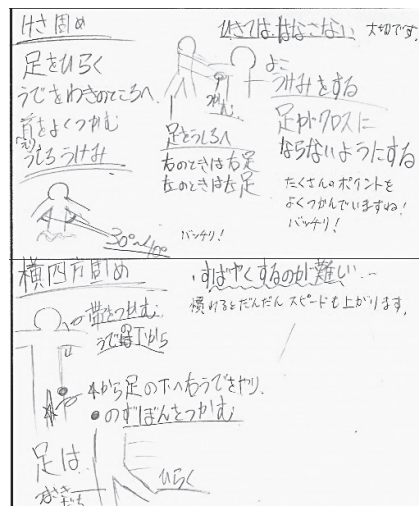 けさ固め
足をひらく
うでをわきのところへ
首をよくつかむ
うしろうけみ
30°~40°
ひきては、はなさない 大切です。
つかむ
よこ
うけみをする
足をうしろへ
右のときは右足
左のときは左足
バッチリ!
足がクロスに
ならないようにする
たくさんのポイントを
よくつかんでいますね!
バッチリ!
横四方固め
帯をつかむ
うで
から
・すばやくするのが難しい…
慣れるとだんだんスピードも上がります。
から足の下へ右うでをやり、
のずぼんをつかむ
足は
ひらく